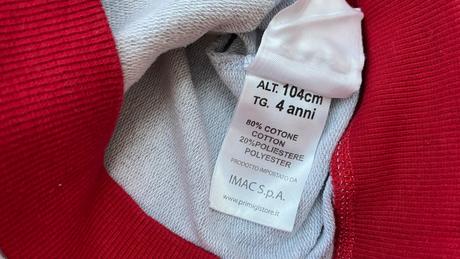 ALT. 104cm
TG. 4 anni
80% COTONE
COTTON
20%POLIESTERE
POLYESTER
PRODOTTO IMPORTATO DA
IMAC S.p.A.
www.primigistore.it